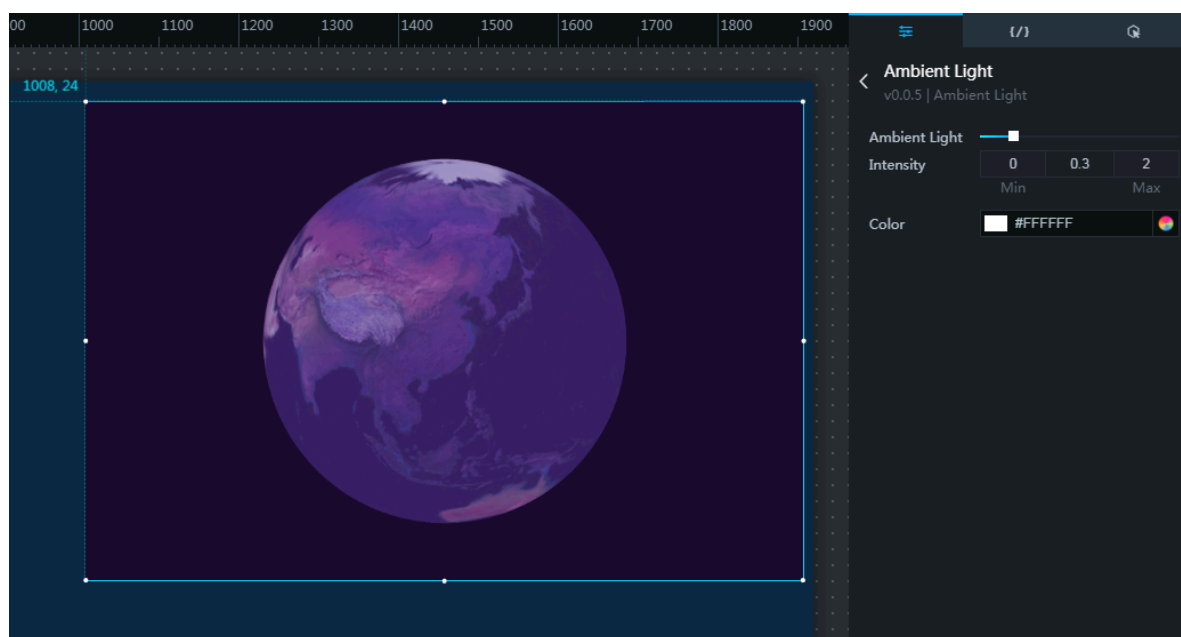 00 1000 1100 1200 1300 1400 1500 1600 1700 1800 1900
{/}
1008, 24
Ambient Light
v0.0.5 | Ambient Light
Ambient Light
Intensity 0 0.3 2
Min Max
Color #FFFFFF